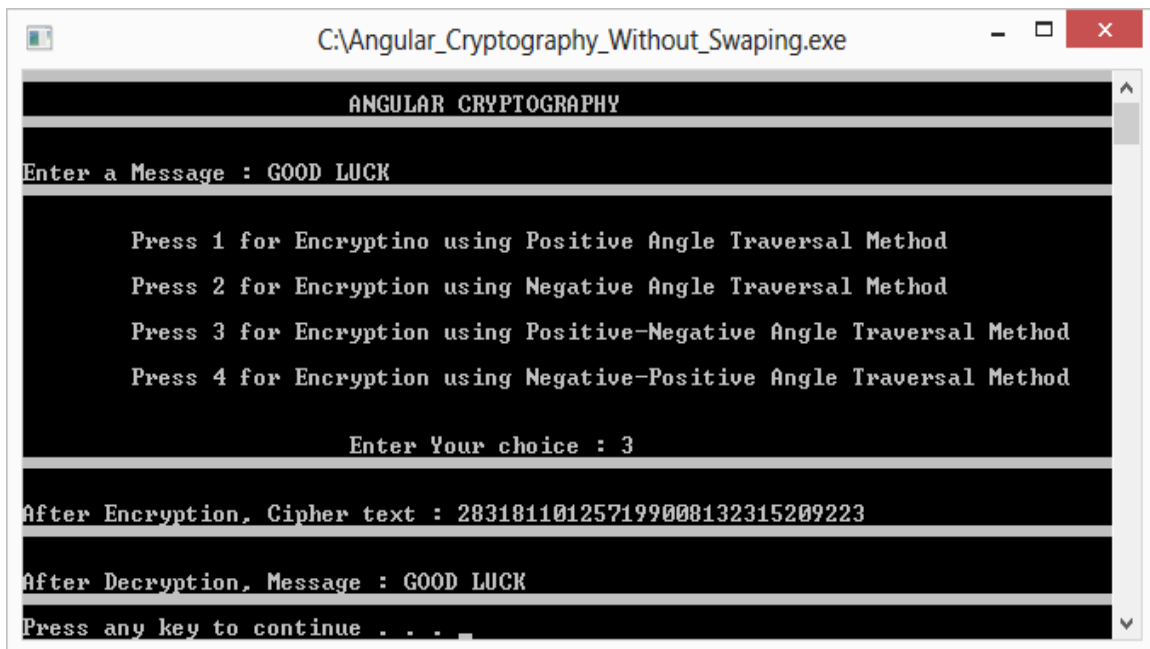 C:\Angular_Cryptography_Without_Swaping.exe
ANGULAR CRYPTOGRAPHY
Enter a Message : GOOD LUCK
Press 1 for Encryptino using Positive Angle Traversal Method
Press 2 for Encryption using Negative Angle Traversal Method
Press 3 for Encryption using Positive-Negative Angle Traversal Method
Press 4 for Encryption using Negative-Positive Angle Traversal Method
Enter Your choice : 3
After Encryption, Cipher text : 283181101257199008132315209223
After Decryption, Message : GOOD LUCK
Press any key to continue . . .